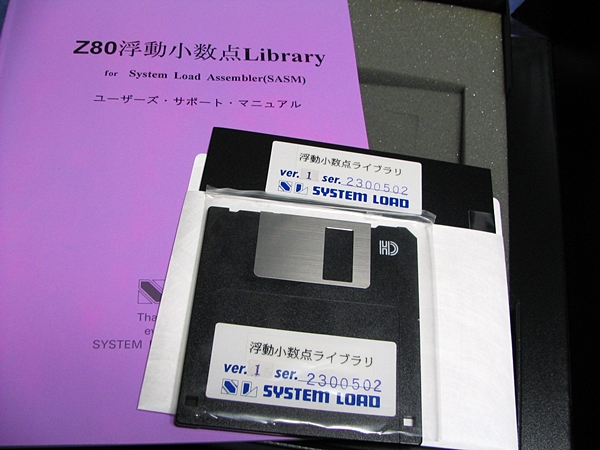 Z80浮動小数点Library
for System Load Assembler(SASM)
ユーザーズ・サポート・マニュアル
浮動小数点ライブラリ
ver. 1 ser. 2300502
SYSTEM LOAD
HD
浮動小数点ライブラリ
ver. 1 ser. 2300502
SYSTEM LOAD
SYSTEM